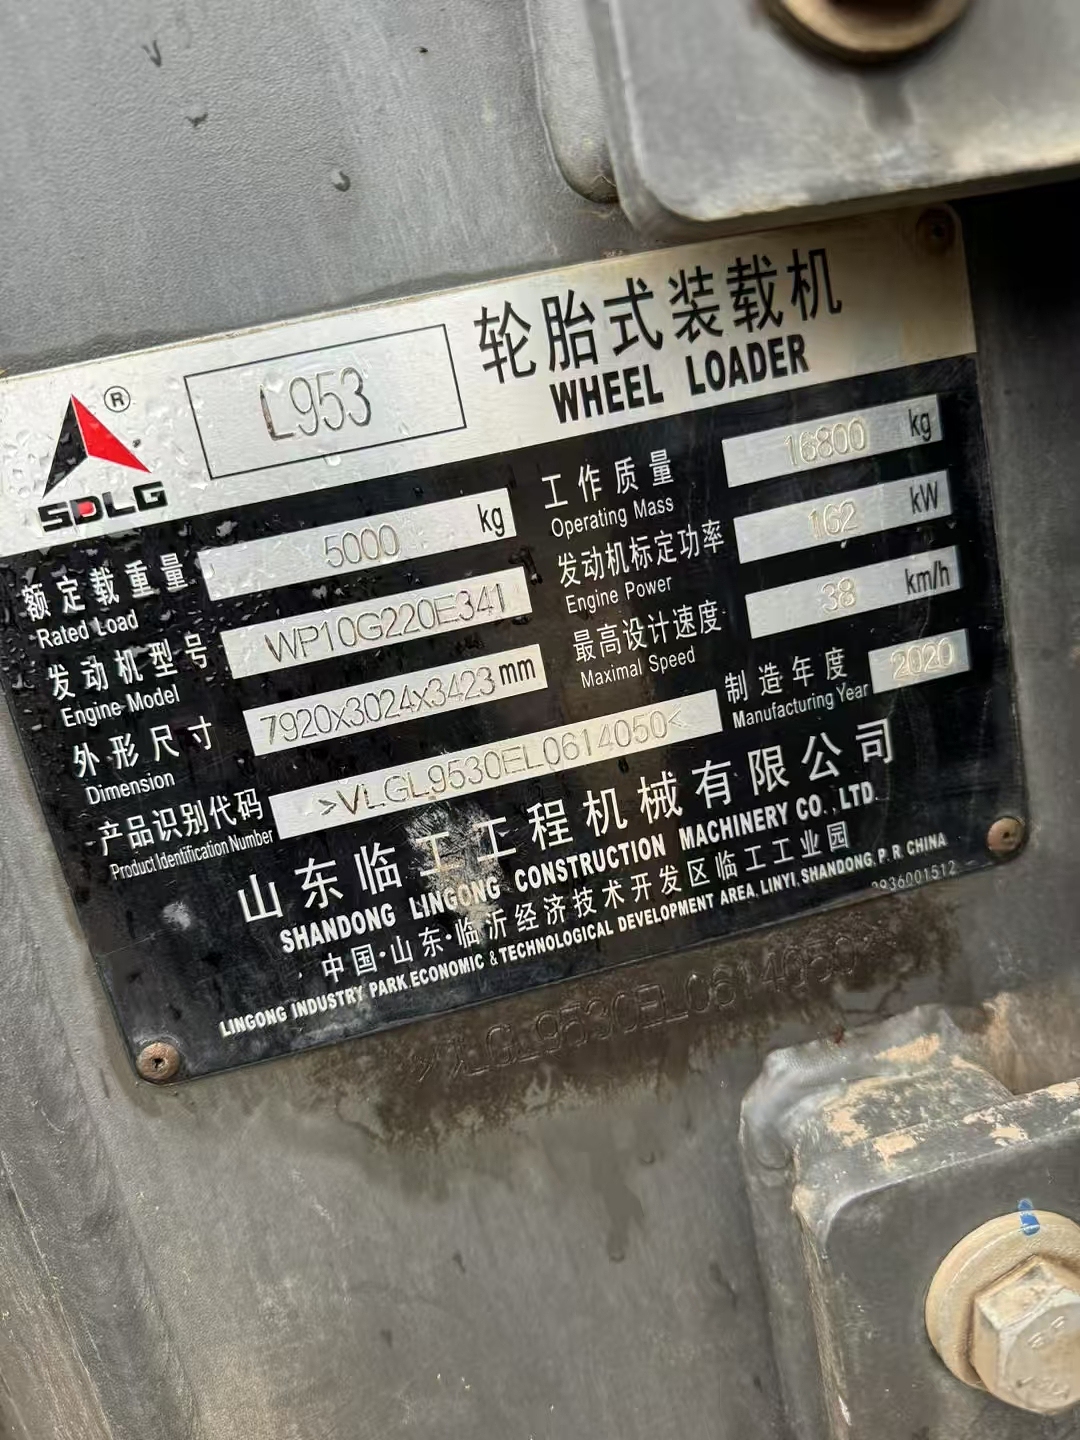 轮胎式装载机
WHEEL LOADER
L953
®
SDLG
额定载重量 5000 kg
Rated Load
工作质量 16800 kg
Operating Mass
发动机型号 WP10G220E341
Engine Model
发动机标定功率 162 kW
Engine Power
外形尺寸 7920x3024x3423 mm
Dimension
最高设计速度 38 km/h
Maximal Speed
产品识别代码 >VLGL9530EL0614050<
Product Identification Number
制造年度 2020
Manufacturing Year
山东临工工程机械有限公司
SHANDONG LINGONG CONSTRUCTION MACHINERY CO., LTD.
中国·山东·临沂经济技术开发区临工工业园
LINGONG INDUSTRY PARK ECONOMIC & TECHNOLOGICAL DEVELOPMENT AREA, LINYI, SHANDONG, P. R. CHINA
2936001512
VLGL9530EL0614050